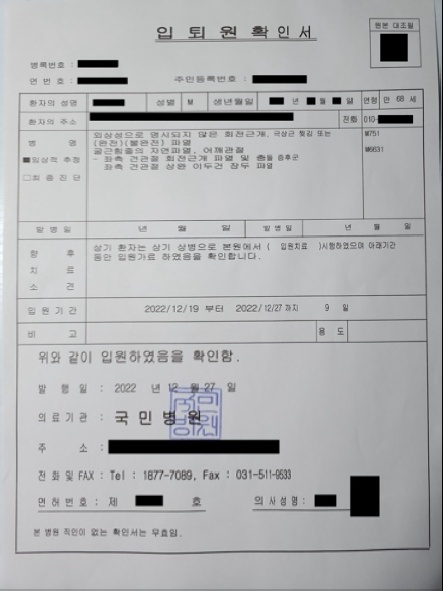 입 퇴 원 확 인 서
원본 대조필
병록번호 :
연 번 호 :
주민등록번호 :
환자의 성명 성별 M 생년월일 년 월 일 연령 만 68 세
환자의 주소 전화 010-
병 명
■임상적 추정
□최 종 진 단
외상성으로 명시되지 않은 회전근개, 극상근 찢김 또는
(완전)(불완전) 파열
근힘줄의 자연파열, 어깨관절
- 좌측 견관절 회전근개 파열 및 충돌 증후군
좌측 견관절 상완 이두건 장두 파열
M751
M6631
발 병 일 년 월 일 발 병 일 년 월 일
향 후 치 료 소 견
상기 환자는 상기 상병으로 본원에서 ( 입원치료 )시행하였으며 아래기간
동안 입원가료 하였음을 확인합니다.
입 원 기 간 2022/12/19 부터 2022/12/27 까지 9 일
비 고 용 도
위와 같이 입원하였음을 확인함.
발 행 일 : 2022 년 12 월 27 일
의 료 기 관 : 국 민 병 원
주 소 :
전 화 및 FAX : Tel : 1877-7089, Fax : 031-511-9533
면 허 번 호 : 제 호 의 사 성 명 :
본 병원 직인이 없는 확인서는 무효임.